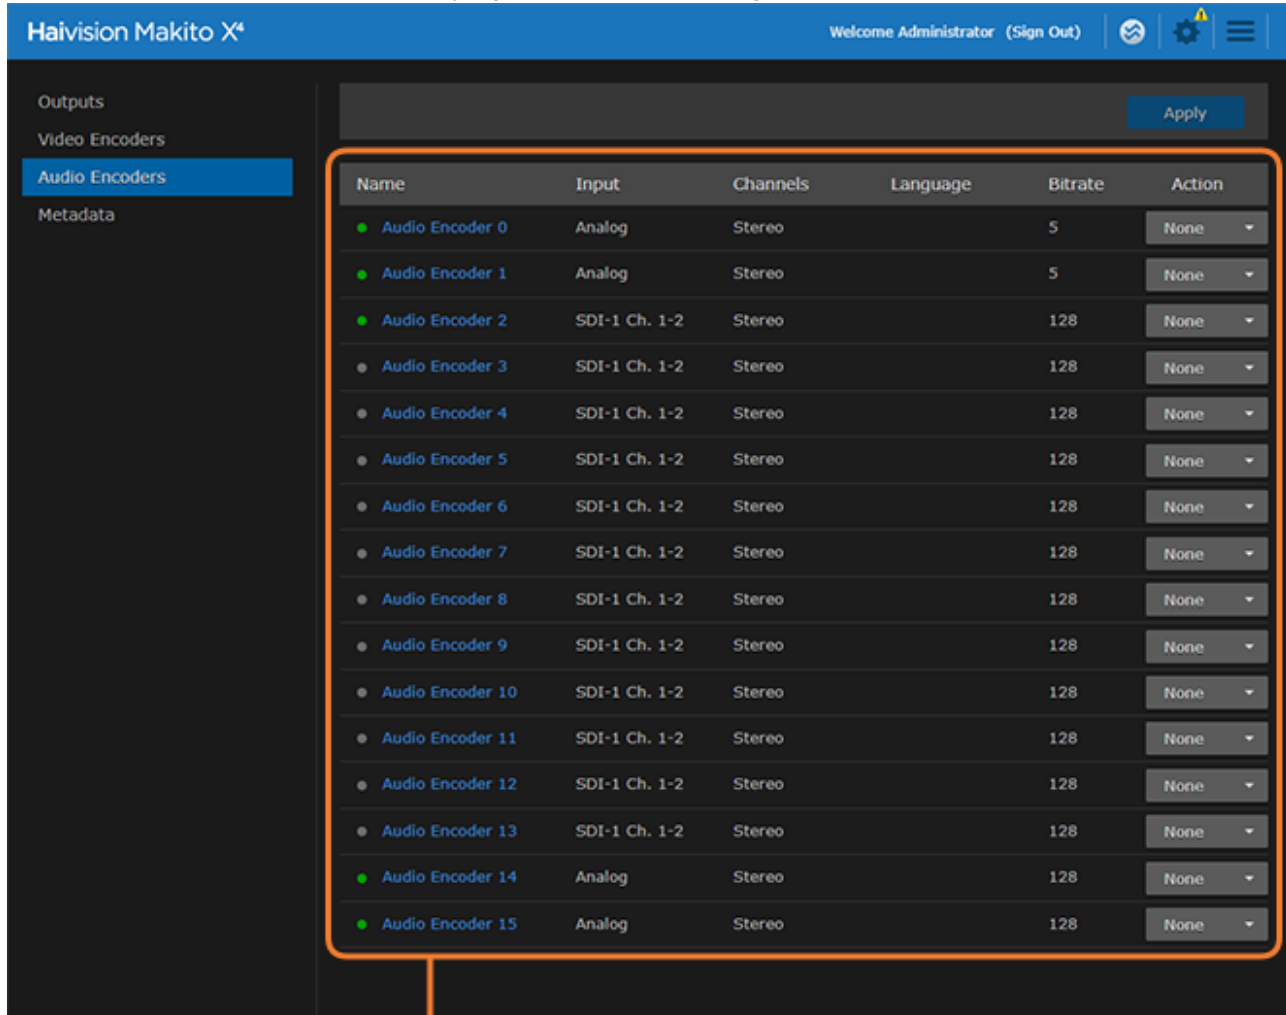 Haivision Makito X⁴
Welcome Administrator (Sign Out)
Outputs
Video Encoders
Audio Encoders
Metadata
Apply
Name Input Channels Language Bitrate Action
Audio Encoder 0 Analog Stereo 5 None
Audio Encoder 1 Analog Stereo 5 None
Audio Encoder 2 SDI-1 Ch. 1-2 Stereo 128 None
Audio Encoder 3 SDI-1 Ch. 1-2 Stereo 128 None
Audio Encoder 4 SDI-1 Ch. 1-2 Stereo 128 None
Audio Encoder 5 SDI-1 Ch. 1-2 Stereo 128 None
Audio Encoder 6 SDI-1 Ch. 1-2 Stereo 128 None
Audio Encoder 7 SDI-1 Ch. 1-2 Stereo 128 None
Audio Encoder 8 SDI-1 Ch. 1-2 Stereo 128 None
Audio Encoder 9 SDI-1 Ch. 1-2 Stereo 128 None
Audio Encoder 10 SDI-1 Ch. 1-2 Stereo 128 None
Audio Encoder 11 SDI-1 Ch. 1-2 Stereo 128 None
Audio Encoder 12 SDI-1 Ch. 1-2 Stereo 128 None
Audio Encoder 13 SDI-1 Ch. 1-2 Stereo 128 None
Audio Encoder 14 Analog Stereo 128 None
Audio Encoder 15 Analog Stereo 128 None